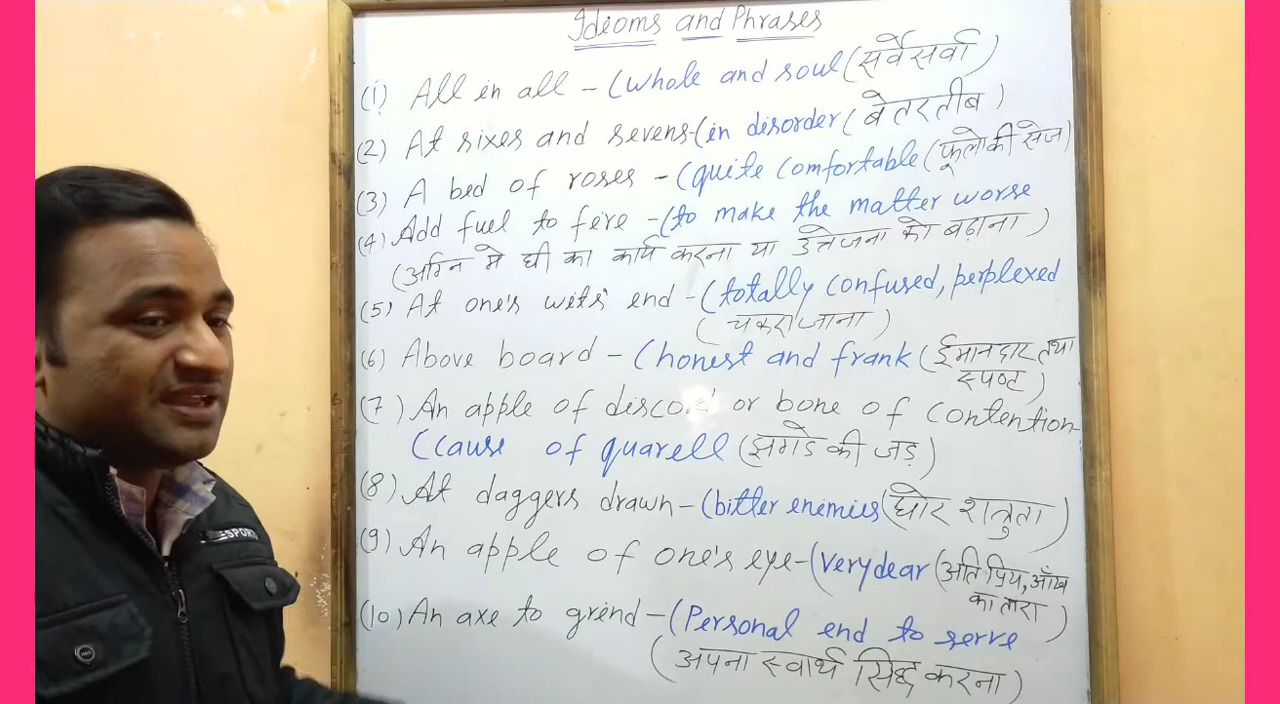 Idioms and Phrases
(1) All in all - (whole and soul (सर्वेसर्वा)
(2) At sixes and sevens-(in disorder (बेतरतीब)
(3) A bed of roses - (quite comfortable (फूलो की सेज)
(4) Add fuel to fire - (to make the matter worse
(अग्नि मे घी का कार्य करना या उत्तेजना को बढ़ाना)
(5) At one's wits' end - (totally confused, perplexed
(चकरा जाना)
(6) Above board - (honest and frank (ईमानदार तथा
स्पष्ट)
(7) An apple of discord or bone of contention-
(cause of quarell (झगडे की जड़)
(8) At daggers drawn - (bitter enemies (घोर शत्रुता)
(9) An apple of one's eye - (very dear (अति प्रिय, आँख
का तारा)
(10) An axe to grind - (Personal end to serve
(अपना स्वार्थ सिद्ध करना)